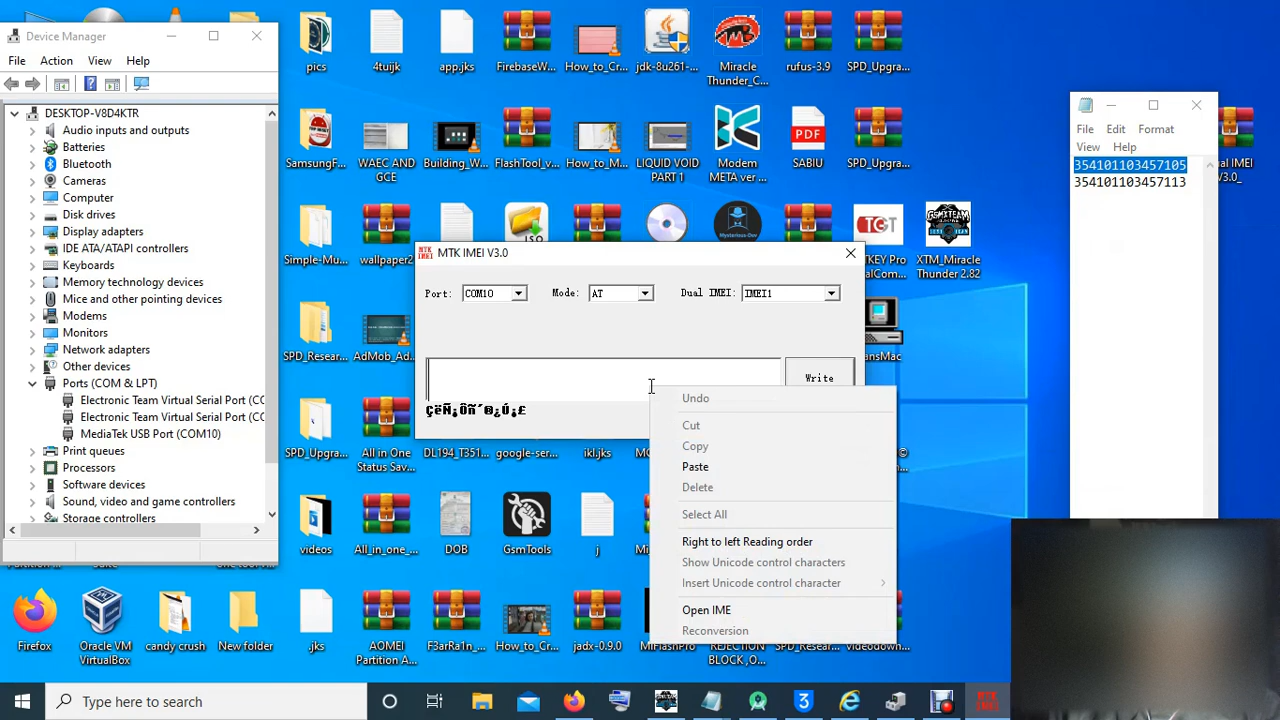 Device Manager
File Action View Help
DESKTOP-V8D4KTR
Audio inputs and outputs
Batteries
Bluetooth
Cameras
Computer
Disk drives
Display adapters
IDE ATA/ATAPI controllers
Keyboards
Memory technology devices
Mice and other pointing devices
Modems
Monitors
Network adapters
Other devices
Ports (COM & LPT)
Electronic Team Virtual Serial Port (CO
Electronic Team Virtual Serial Port (CO
MediaTek USB Port (COM10)
Print queues
Processors
Software devices
Sound, video and game controllers
Storage controllers
pics
4tuijk
app.jks
FirebaseW...
How_to_Cr...
jdk-8u261-...
Miracle
Thunder_C...
rufus-3.9
SPD_Upgra...
SamsungF...
WAEC AND
GCE
Building_W...
FlashTool_v...
How_to_M...
LIQUID VOID
PART 1
Modem
META ver ...
SABIU
SPD_Upgra...
Simple-Mu...
wallpaper2
XTM_Miracle
Thunder 2.82
SPD_Resear...
AdMob_Ad...
SPD_Upgra...
All in One
Status Sav...
DL194_T351...
google-ser...
ikl.jks
videos
All_in_one_...
DOB
GsmTools
j
Firefox
Oracle VM
VirtualBox
candy crush
New folder
.jks
AOMEI
Partition A...
F3arRa1n_...
How_to_Cr...
jadx-0.9.0
MiFlashPro
REJECTION
BLOCK ,O...
SPD_Resear...
videodown...
MTK IMEI V3.0
Port: COM10 Mode: AT Dual IMEI: IMEI1
Write
ÇëÑ¡Ôñ´®¿Ú¡£
Undo
Cut
Copy
Paste
Delete
Select All
Right to left Reading order
Show Unicode control characters
Insert Unicode control character
Open IME
Reconversion
File Edit Format
View Help
354101103457105
354101103457113
Type here to search